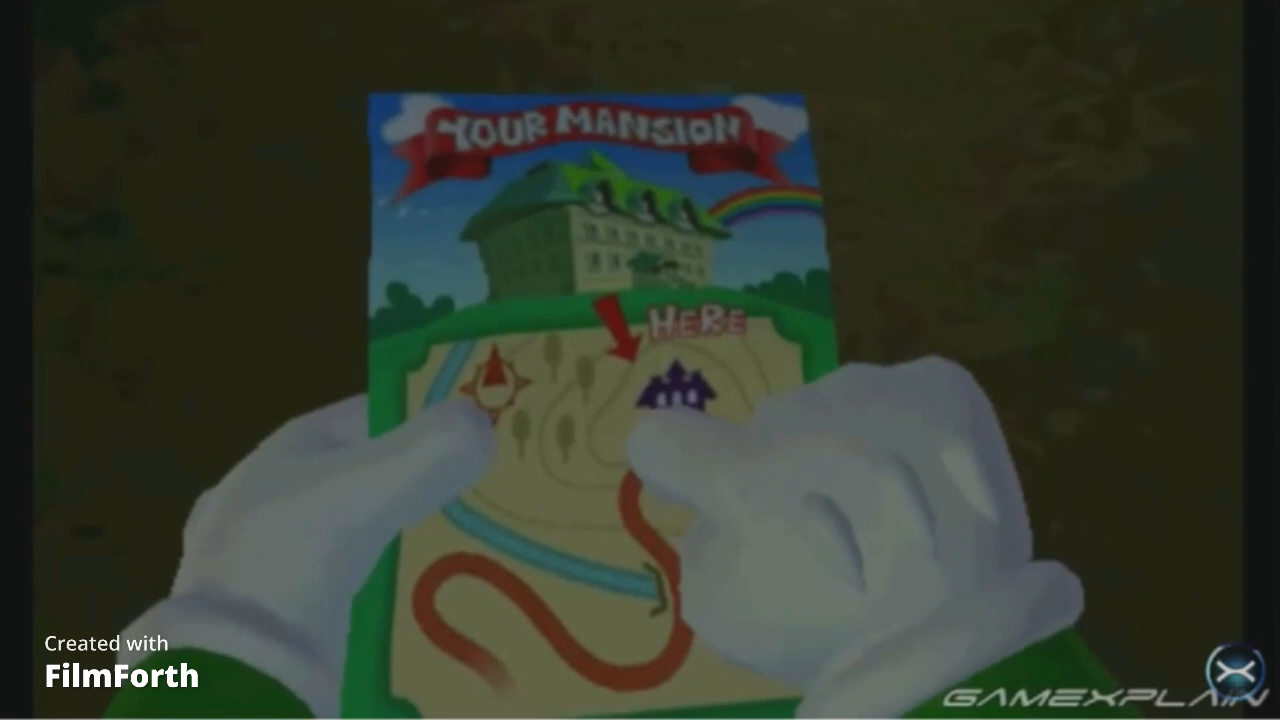 YOUR MANSION
HERE
Created with
FilmForth
GAMEXPLAIN